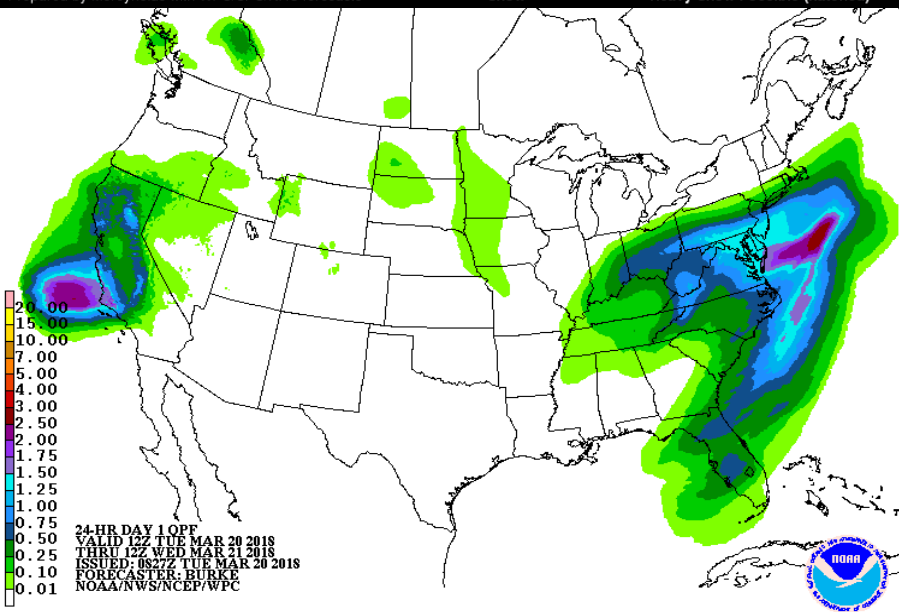 20.00
15.00
10.00
7.00
5.00
4.00
3.00
2.50
2.00
1.75
1.50
1.25
1.00
0.75
0.50
0.25
0.10
0.01
24-HR DAY 1 QPF
VALID 12Z TUE MAR 20 2018
THRU 12Z WED MAR 21 2018
ISSUED: 0827Z TUE MAR 20 2018
FORECASTER: BURKE
NOAA/NWS/NCEP/WPC
NOAA